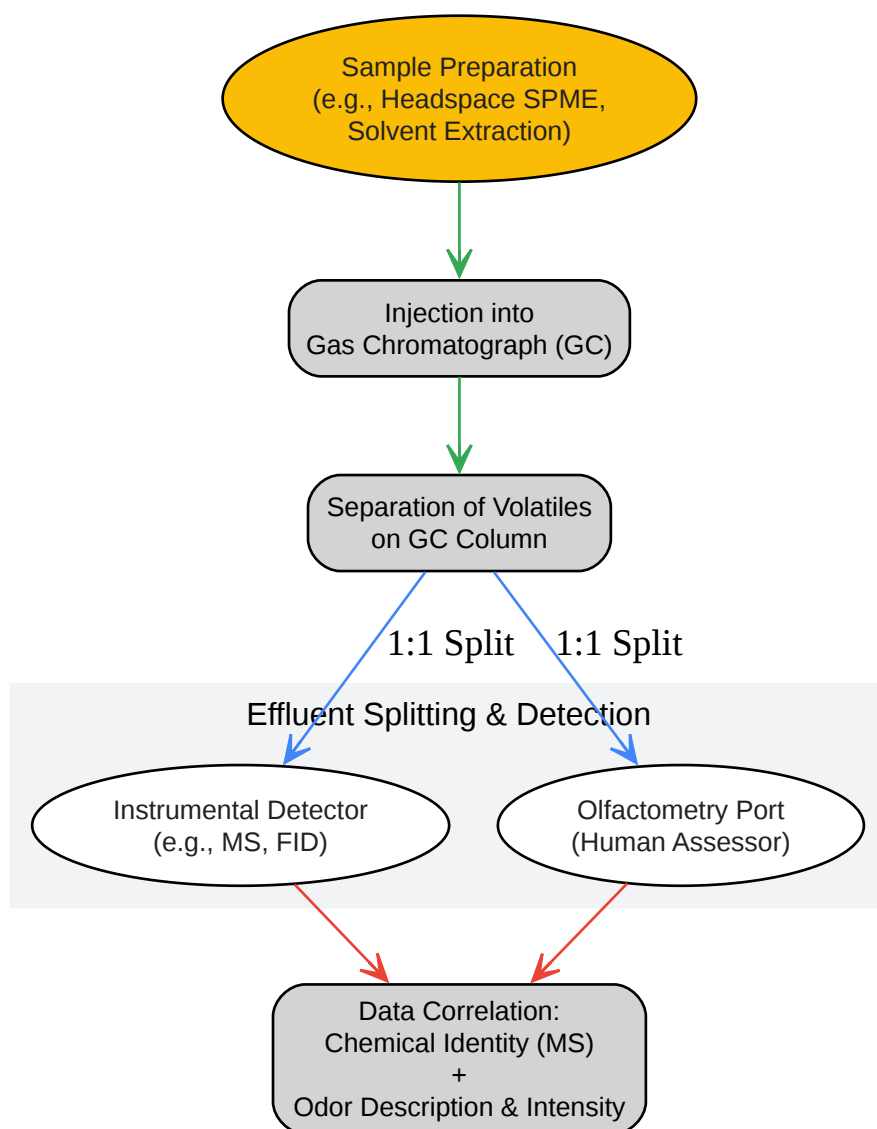 Sample Preparation
(e.g., Headspace SPME,
Solvent Extraction)
Injection into
Gas Chromatograph (GC)
Separation of Volatiles
on GC Column
1:1 Split
1:1 Split
Effluent Splitting & Detection
Instrumental Detector
(e.g., MS, FID)
Olfactometry Port
(Human Assessor)
Data Correlation:
Chemical Identity (MS)
+
Odor Description & Intensity